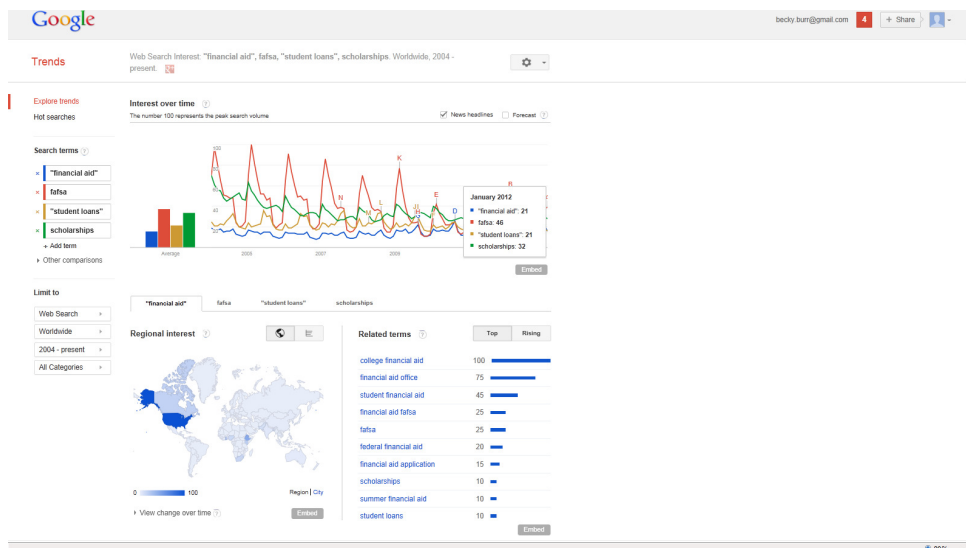 Google
becky.burr@gmail.com 4 + Share
Trends
Web Search Interest: "financial aid", fafsa, "student loans", scholarships. Worldwide, 2004 -
present.
Explore trends
Hot searches
Interest over time ?
The number 100 represents the peak search volume
News headlines Forecast ?
Search terms ?
× "financial aid"
× fafsa
× "student loans"
× scholarships
+ Add term
Other comparisons
100
80
60
40
20
K
N
M
L
E
D
Average 2005 2007 2009
January 2012
"financial aid": 21
fafsa: 46
"student loans": 21
scholarships: 32
Embed
Limit to
Web Search
Worldwide
2004 - present
All Categories
"financial aid" fafsa "student loans" scholarships
Regional interest ?
0 100
Region | City
View change over time ?
Embed
Related terms ?
Top Rising
college financial aid 100
financial aid office 75
student financial aid 45
financial aid fafsa 25
fafsa 25
federal financial aid 20
financial aid application 15
scholarships 10
summer financial aid 10
student loans 10
Embed